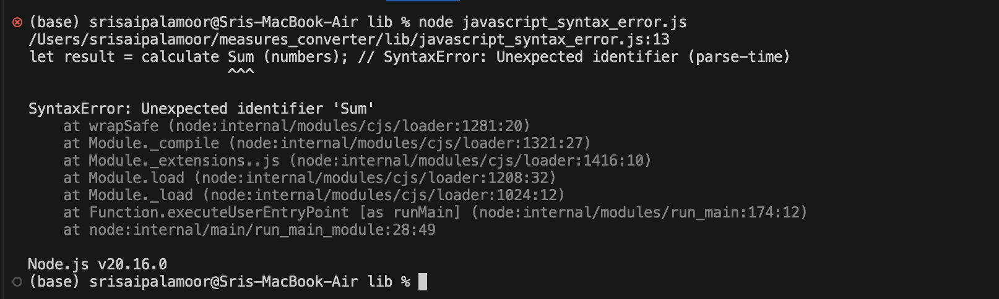 (base) srisaipalamoor@Sris-MacBook-Air lib % node javascript_syntax_error.js
/Users/srisaipalamoor/measures_converter/lib/javascript_syntax_error.js:13
let result = calculate Sum (numbers); // SyntaxError: Unexpected identifier (parse-time)
                       ^^^
SyntaxError: Unexpected identifier 'Sum'
    at wrapSafe (node:internal/modules/cjs/loader:1281:20)
    at Module._compile (node:internal/modules/cjs/loader:1321:27)
    at Module._extensions..js (node:internal/modules/cjs/loader:1416:10)
    at Module.load (node:internal/modules/cjs/loader:1208:32)
    at Module._load (node:internal/modules/cjs/loader:1024:12)
    at Function.executeUserEntryPoint [as runMain] (node:internal/modules/run_main:174:12)
    at node:internal/main/run_main_module:28:49
Node.js v20.16.0
(base) srisaipalamoor@Sris-MacBook-Air lib %